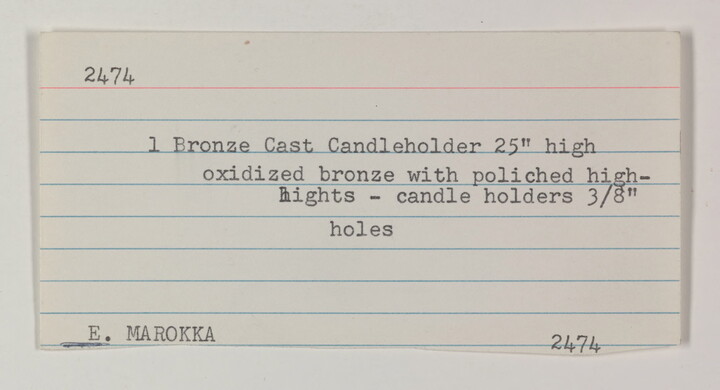 2474
1 Bronze Cast Candleholder 25" high
oxidized bronze with poliched high-
hights - candle holders 3/8"
holes
E. MAROKKA
2474